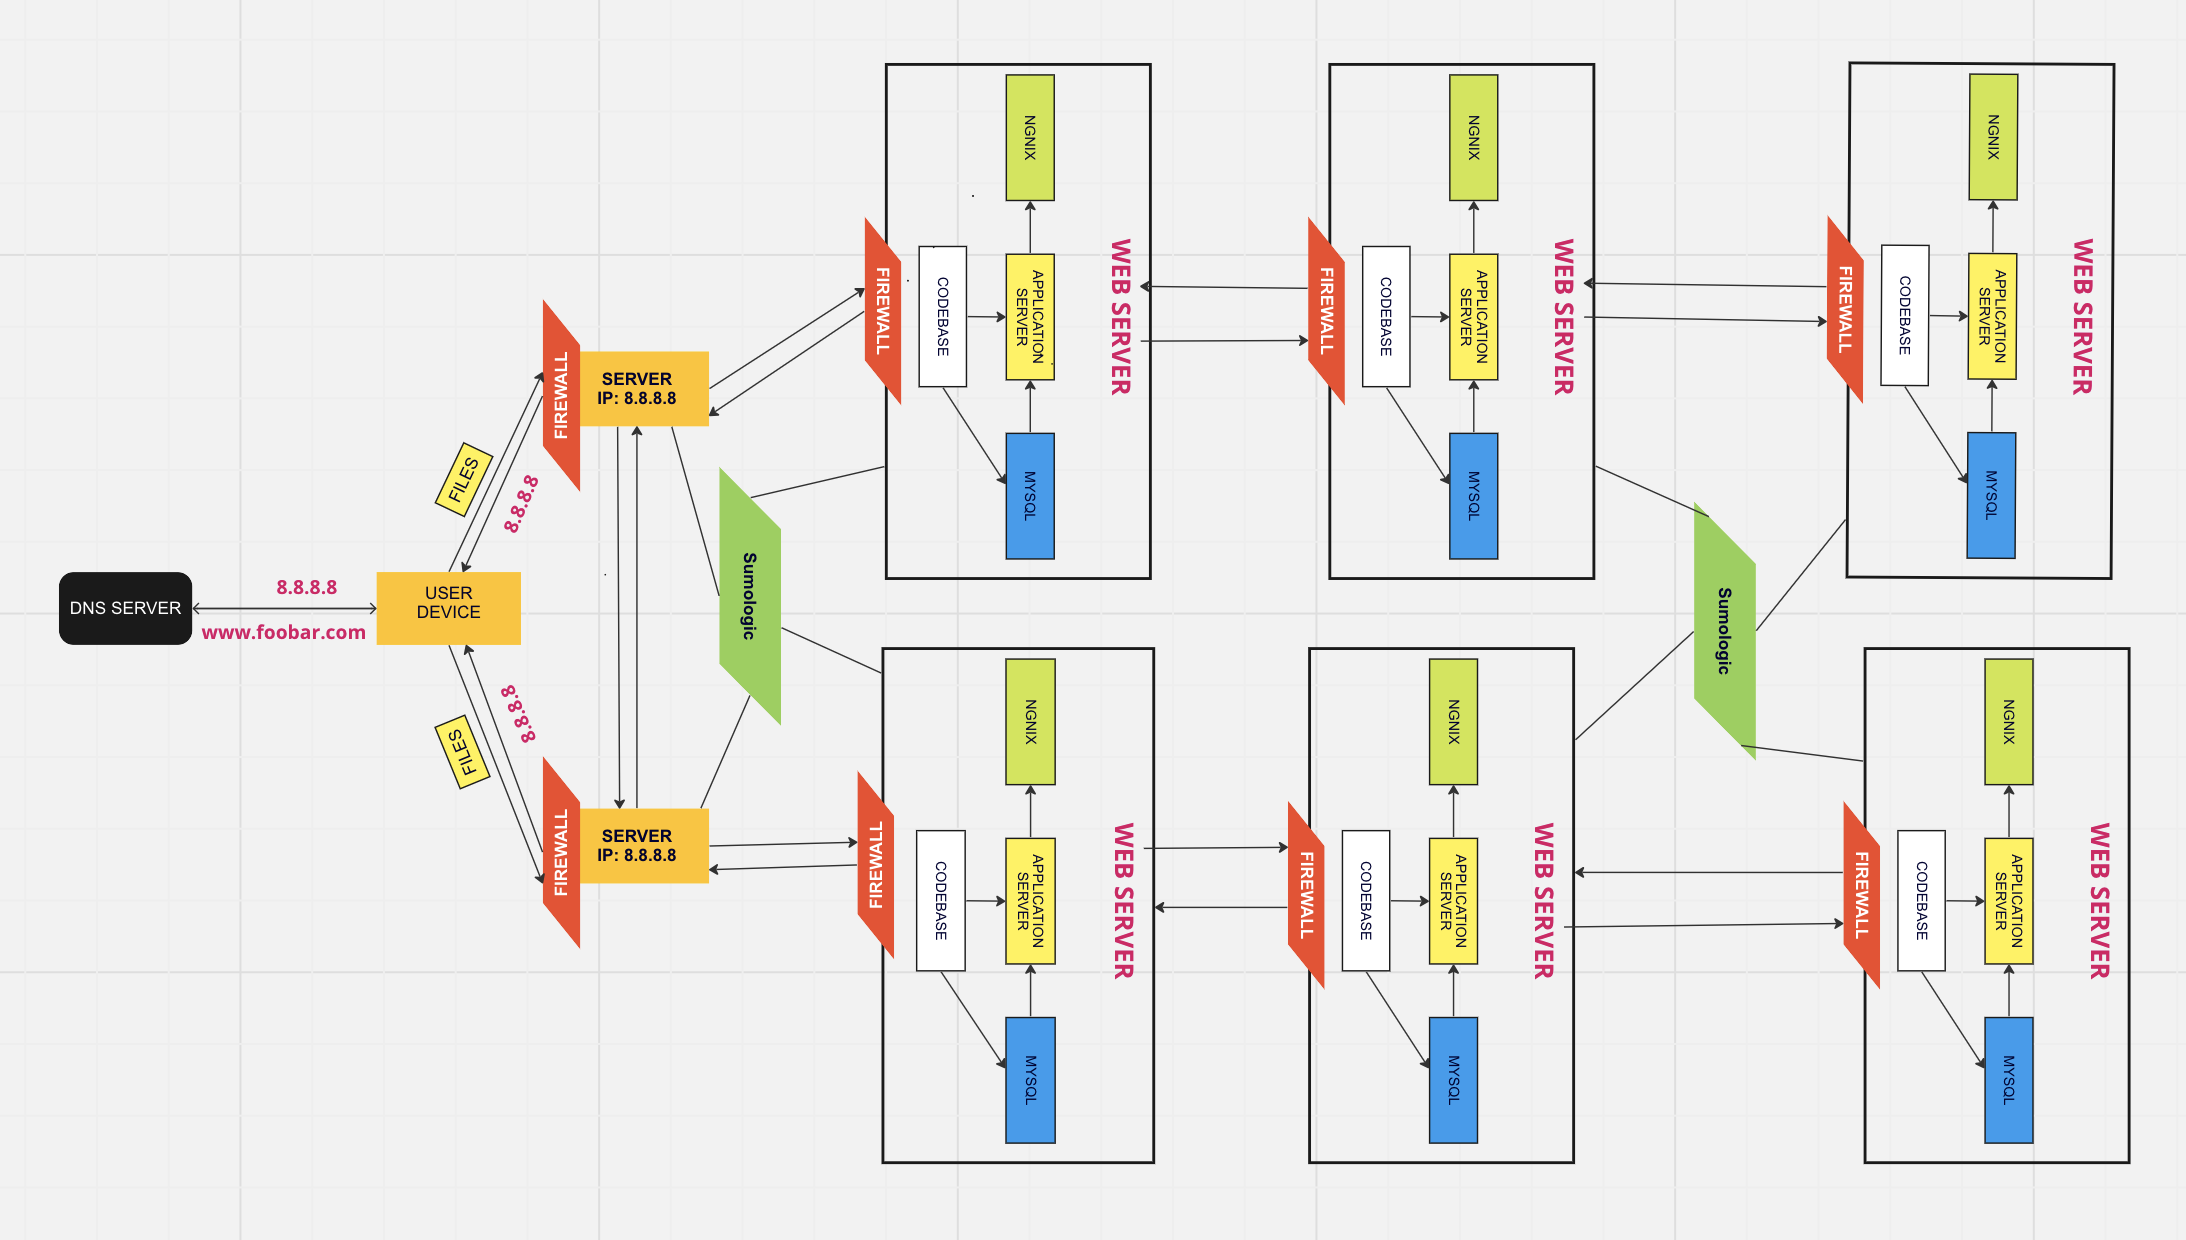 DNS SERVER
8.8.8.8
www.foobar.com
USER
DEVICE
FILES
8.8.8.8
FILES
8.8.8.8
FIREWALL
SERVER
IP: 8.8.8.8
FIREWALL
SERVER
IP: 8.8.8.8
Sumologic
FIREWALL
CODEBASE
NGNIX
APPLICATION
SERVER
MYSQL
WEB SERVER
FIREWALL
CODEBASE
NGNIX
APPLICATION
SERVER
MYSQL
WEB SERVER
FIREWALL
CODEBASE
NGNIX
APPLICATION
SERVER
MYSQL
WEB SERVER
Sumologic
FIREWALL
CODEBASE
NGNIX
APPLICATION
SERVER
MYSQL
WEB SERVER
FIREWALL
CODEBASE
NGNIX
APPLICATION
SERVER
MYSQL
WEB SERVER
FIREWALL
CODEBASE
NGNIX
APPLICATION
SERVER
MYSQL
WEB SERVER